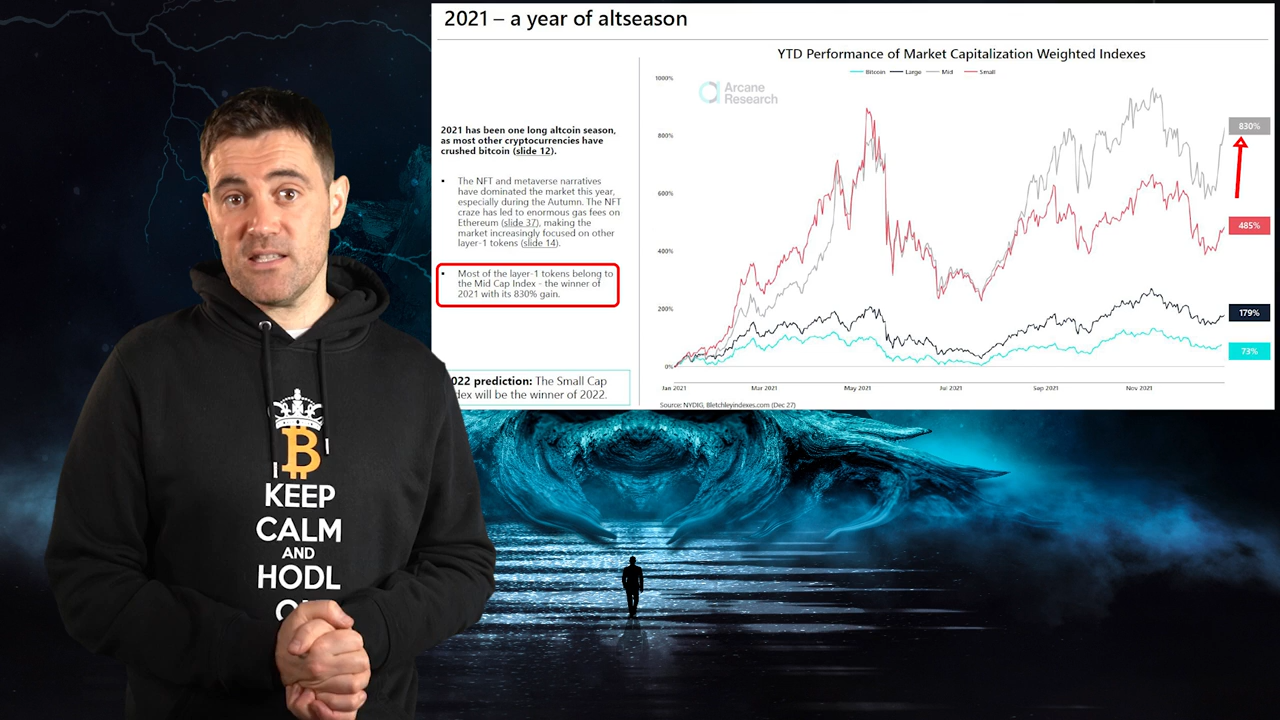 2021 – a year of altseason
2021 has been one long altcoin season,
as most other cryptocurrencies have
crushed bitcoin (slide 12).
▪ The NFT and metaverse narratives
have dominated the market this year,
especially during the Autumn. The NFT
craze has led to enormous gas fees on
Ethereum (slide 37), making the
market increasingly focused on other
layer-1 tokens (slide 14).
▪ Most of the layer-1 tokens belong to
the Mid Cap Index - the winner of
2021 with its 830% gain.
022 prediction: The Small Cap
dex will be the winner of 2022.
YTD Performance of Market Capitalization Weighted Indexes
Bitcoin Large Mid Small
Arcane
Research
1000%
800%
600%
400%
200%
0%
830%
485%
179%
73%
Jan 2021 Mar 2021 May 2021 Jul 2021 Sep 2021 Nov 2021
Source: NYDIG, Bletchleyindexes.com (Dec 27)
B
KEEP
CALM
AND
HODL